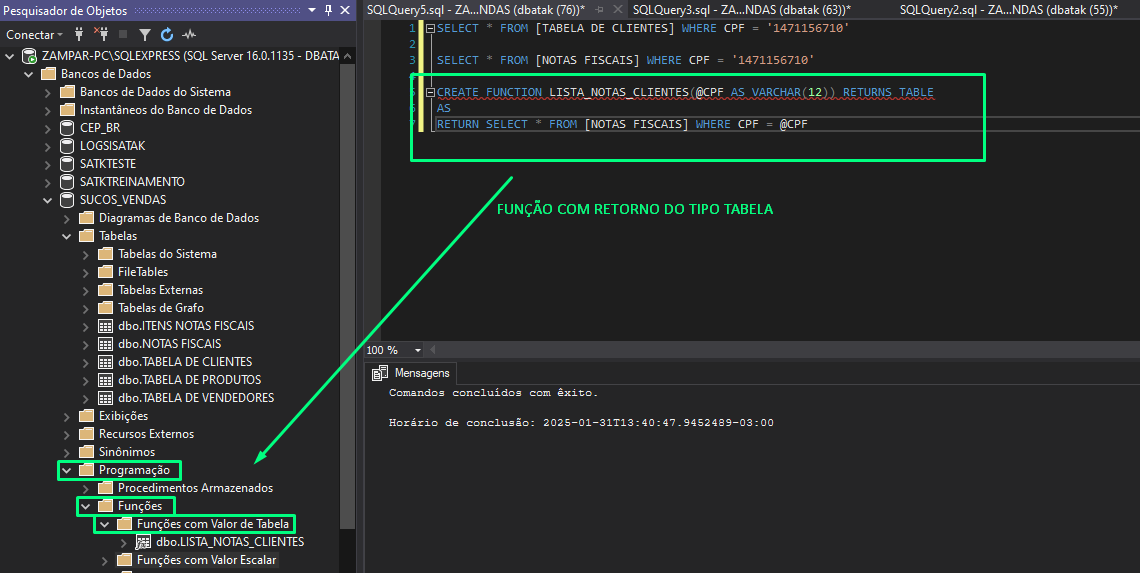 Pesquisador de Objetos
Conectar
ZAMPAR-PC\SQLEXPRESS (SQL Server 16.0.1135 - DBATA
Bancos de Dados
Bancos de Dados do Sistema
Instantâneos do Banco de Dados
CEP_BR
LOGSISATAK
SATKTESTE
SATKTREINAMENTO
SUCOS_VENDAS
Diagramas de Banco de Dados
Tabelas
Tabelas do Sistema
FileTables
Tabelas Externas
Tabelas de Grafo
dbo.ITENS NOTAS FISCAIS
dbo.NOTAS FISCAIS
dbo.TABELA DE CLIENTES
dbo.TABELA DE PRODUTOS
dbo.TABELA DE VENDEDORES
Exibições
Recursos Externos
Sinônimos
Programação
Procedimentos Armazenados
Funções
Funções com Valor de Tabela
dbo.LISTA_NOTAS_CLIENTES
Funções com Valor Escalar
SQLQuery5.sql - ZA...NDAS (dbatak (76))* SQLQuery3.sql - ZA...NDAS (dbatak (63))* SQLQuery2.sql - ZA...NDAS (dbatak (55))*
1 SELECT * FROM [TABELA DE CLIENTES] WHERE CPF = '1471156710'
2
3 SELECT * FROM [NOTAS FISCAIS] WHERE CPF = '1471156710'
CREATE FUNCTION LISTA_NOTAS_CLIENTES(@CPF AS VARCHAR(12)) RETURNS TABLE
AS
RETURN SELECT * FROM [NOTAS FISCAIS] WHERE CPF = @CPF
FUNÇÃO COM RETORNO DO TIPO TABELA
100 %
Mensagens
Comandos concluídos com êxito.
Horário de conclusão: 2025-01-31T13:40:47.9452489-03:00